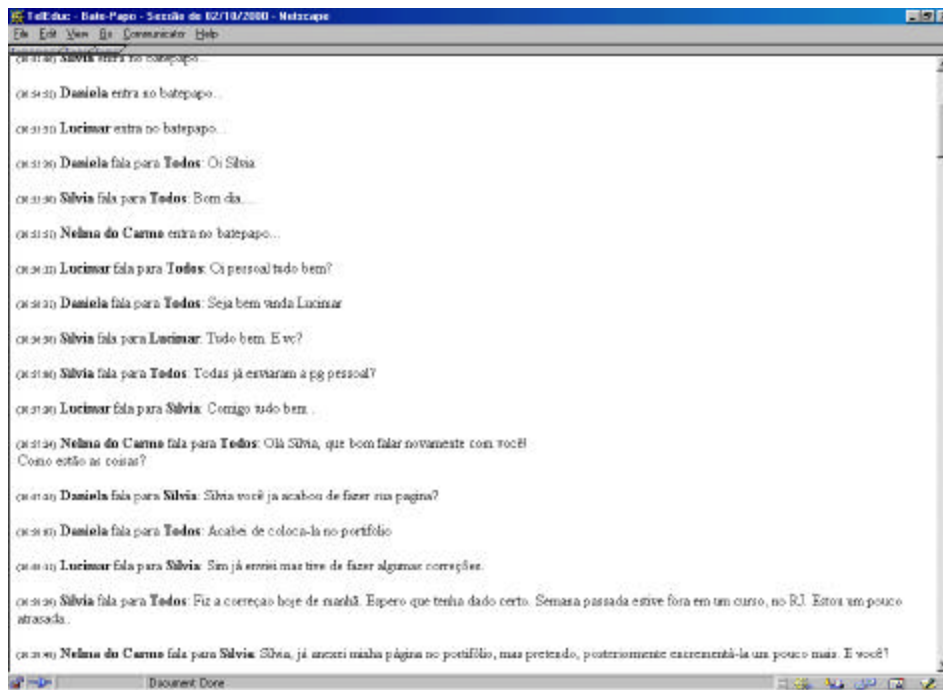 TelEduc - Bate-Papo - Sessão de 02/10/2000 - Netscape
File Edit View Go Communicator Help
Silvia entra no batepapo...
Daniela entra no batepapo...
Lucimar entra no batepapo...
Daniela fala para Todos: Oi Silvia
Silvia fala para Todos: Bom dia....
Nelma do Carmo entra no batepapo...
Lucimar fala para Todos: Oi pessoal tudo bem?
Daniela fala para Todos: Seja bem vinda Lucimar
Silvia fala para Lucimar: Tudo bem. E vc?
Silvia fala para Todos: Todas já enviaram a pg pessoal?
Lucimar fala para Silvia: Comigo tudo bem..
Nelma do Carmo fala para Todos: Olá Silvia, que bom falar novamente com você!
Como estão as coisas?
Daniela fala para Silvia: Silvia você ja acabou de fazer sua pagina?
Daniela fala para Todos: Acabei de coloca-la no portifólio
Lucimar fala para Silvia: Sim já enviei mas tive de fazer algumas correções.
Silvia fala para Todos: Fiz a correçao hoje de manhã. Espero que tenha dado certo. Semana passada estive fora em um curso, no RJ. Estou um pouco
atrasada..
Nelma do Carmo fala para Silvia: Silvia, já anexei minha página no portifólio, mas pretendo, posteriormente encrementá-la um pouco mais. E você?
Document: Done